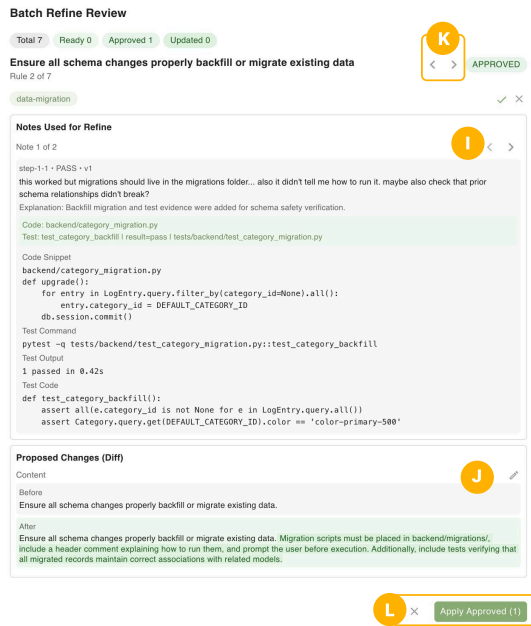 Batch Refine Review
Total 7 Ready 0 Approved 1 Updated 0
K
Ensure all schema changes properly backfill or migrate existing data
APPROVED
Rule 2 of 7
data-migration
Notes Used for Refine
Note 1 of 2
I
step-1-1 • PASS • v1
this worked but migrations should live in the migrations folder... also it didn't tell me how to run it. maybe also check that prior
schema relationships didn't break?
Explanation: Backfill migration and test evidence were added for schema safety verification.
Code: backend/category_migration.py
Test: test_category_backfill | result=pass | tests/backend/test_category_migration.py
Code Snippet
backend/category_migration.py
def upgrade():
    for entry in LogEntry.query.filter_by(category_id=None).all():
        entry.category_id = DEFAULT_CATEGORY_ID
    db.session.commit()
Test Command
pytest -q tests/backend/test_category_migration.py::test_category_backfill
Test Output
1 passed in 0.42s
Test Code
def test_category_backfill():
    assert all(e.category_id is not None for e in LogEntry.query.all())
    assert Category.query.get(DEFAULT_CATEGORY_ID).color == 'color-primary-500'
Proposed Changes (Diff)
Content
J
Before
Ensure all schema changes properly backfill or migrate existing data.
After
Ensure all schema changes properly backfill or migrate existing data. Migration scripts must be placed in backend/migrations/,
include a header comment explaining how to run them, and prompt the user before execution. Additionally, include tests verifying that
all migrated records maintain correct associations with related models.
L
Apply Approved (1)